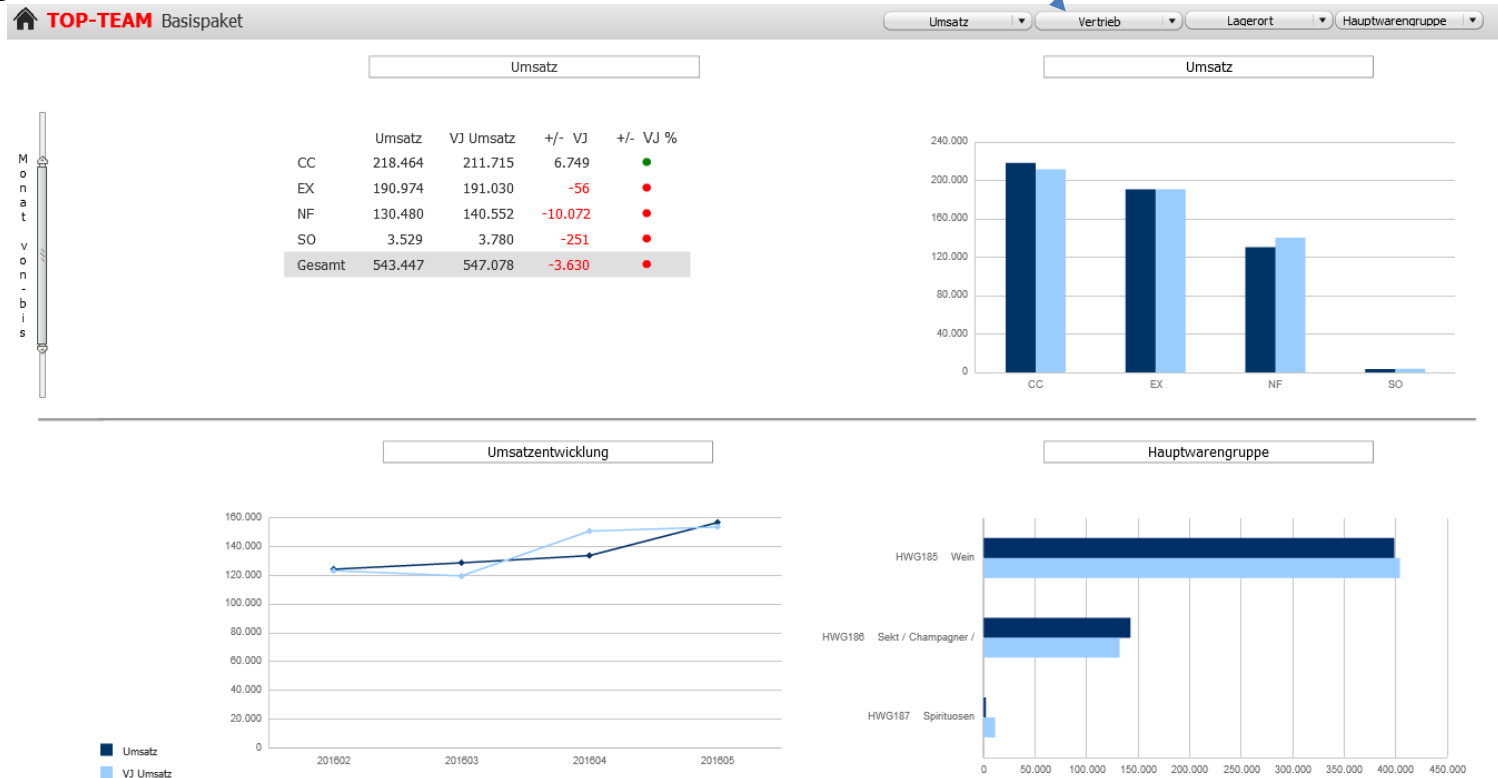 TOP-TEAM Basispaket
Umsatz Vertrieb Lagerort Hauptwarengruppe
Umsatz
Umsatz VJ Umsatz +/- VJ +/- VJ %
CC 218.464 211.715 6.749
EX 190.974 191.030 -56
NF 130.480 140.552 -10.072
SO 3.529 3.780 -251
Gesamt 543.447 547.078 -3.630
Monat von-bis
Umsatz
240.000
200.000
160.000
120.000
80.000
40.000
0
CC EX NF SO
Umsatzentwicklung
160.000
140.000
120.000
100.000
80.000
60.000
40.000
20.000
0
201602 201603 201604 201605
Umsatz
VJ Umsatz
Hauptwarengruppe
HWG185 Wein
HWG186 Sekt / Champagner /
HWG187 Spirituosen
0 50.000 100.000 150.000 200.000 250.000 300.000 350.000 400.000 450.000